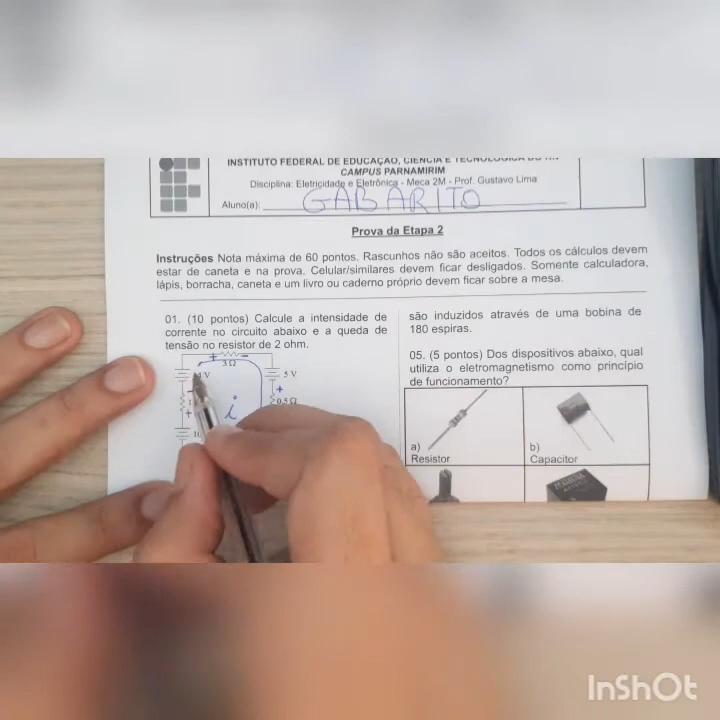 INSTITUTO FEDERAL DE EDUCAÇÃO, CIÊNCIA E TECNOLÓGICA DO RN
CAMPUS PARNAMIRIM
Disciplina: Eletricidade e Eletrônica - Meca 2M - Prof. Gustavo Lima
Aluno(a): GABARITO
Prova da Etapa 2
Instruções Nota máxima de 60 pontos. Rascunhos não são aceitos. Todos os cálculos devem
estar de caneta e na prova. Celular/similares devem ficar desligados. Somente calculadora,
lápis, borracha, caneta e um livro ou caderno próprio devem ficar sobre a mesa.
01. (10 pontos) Calcule a intensidade de
corrente no circuito abaixo e a queda de
tensão no resistor de 2 ohm.
+ -
3 Ω
V
5 V
-
+
0,5 Ω
+
i
são induzidos através de uma bobina de
180 espiras.
05. (5 pontos) Dos dispositivos abaixo, qual
utiliza o eletromagnetismo como princípio
de funcionamento?
a)
Resistor
b)
Capacitor
InShOt